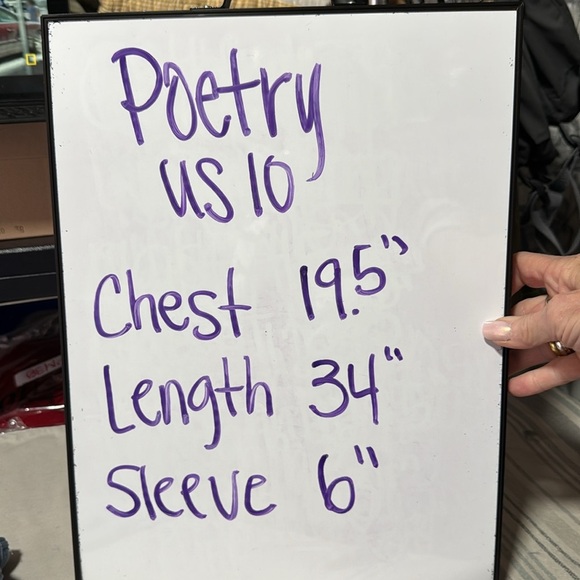 Poetry
US 10
Chest 19.5"
Length 34"
Sleeve 6"